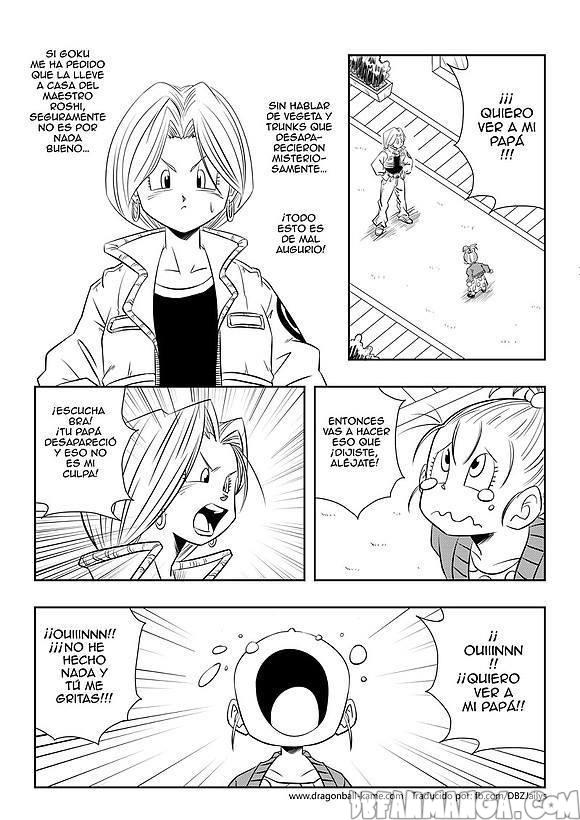 SI GOKU
ME HA PEDIDO
QUE LA LLEVE
A CASA DEL
MAESTRO
ROSHI,
SEGURAMENTE
NO ES POR
NADA
BUENO...
SIN HABLAR
DE VEGETA
Y TRUNKS QUE
DESAPA-
RECIERON
MISTERIO-
SAMENTE...
¡TODO
ESTO ES
DE MAL
AUGURIO!
¡¡¡
QUIERO
VER A MI
PAPÁ
!!!
¡ESCUCHA
BRA!
¡TU PAPÁ
DESAPARECIÓ
Y ESO NO
ES MI
CULPA!
ENTONCES
VAS A HACER
ESO QUE
¡DIJISTE,
ALÉJATE!
¡¡OUIIINNN!!
¡¡¡NO HE
HECHO
NADA Y
TÚ ME
GRITAS!!!
¡¡
OUIIINNN
!!
¡¡QUIERO
VER A MI
PAPÁ!!
www.dragonball-kame.com Traducido por: fb.com/DBZJailys
DBFANMANGA.COM